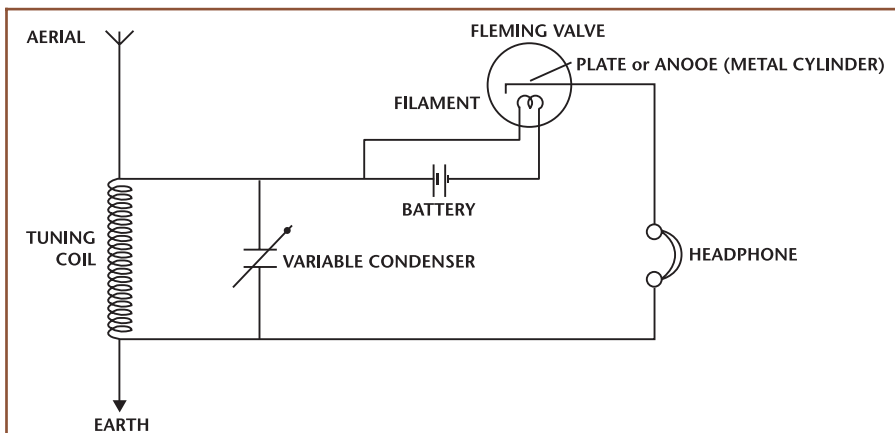 AERIAL
FLEMING VALVE
PLATE or ANOOE (METAL CYLINDER)
FILAMENT
BATTERY
TUNING
COIL
VARIABLE CONDENSER
HEADPHONE
EARTH